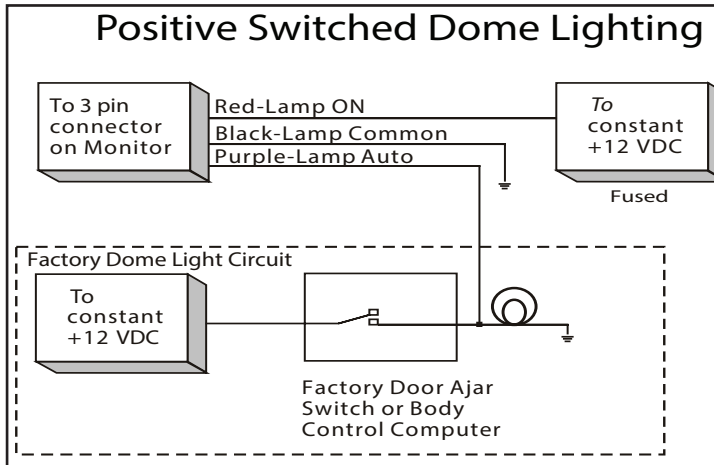 Positive Switched Dome Lighting
To 3 pin
connector
on Monitor
Red-Lamp ON
Black-Lamp Common
Purple-Lamp Auto
To
constant
+12 VDC
Fused
Factory Dome Light Circuit
To
constant
+12 VDC
Factory Door Ajar
Switch or Body
Control Computer